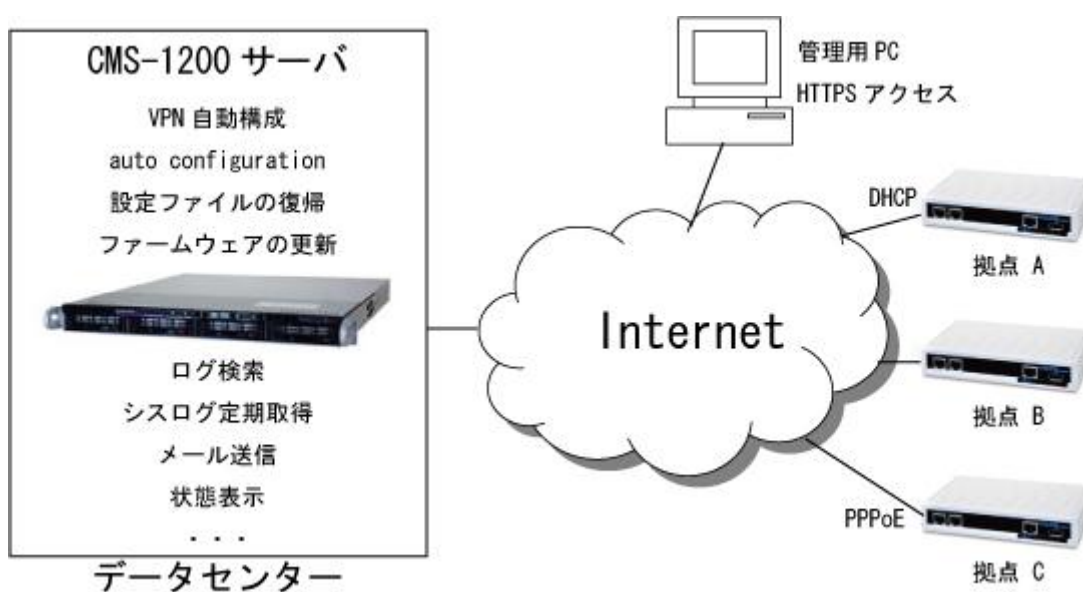 CMS-1200 サーバ
VPN 自動構成
auto configuration
設定ファイルの復帰
ファームウェアの更新
ログ検索
シスログ定期取得
メール送信
状態表示
・・・
データセンター
Internet
管理用 PC
HTTPS アクセス
DHCP
拠点 A
拠点 B
PPPoE
拠点 C